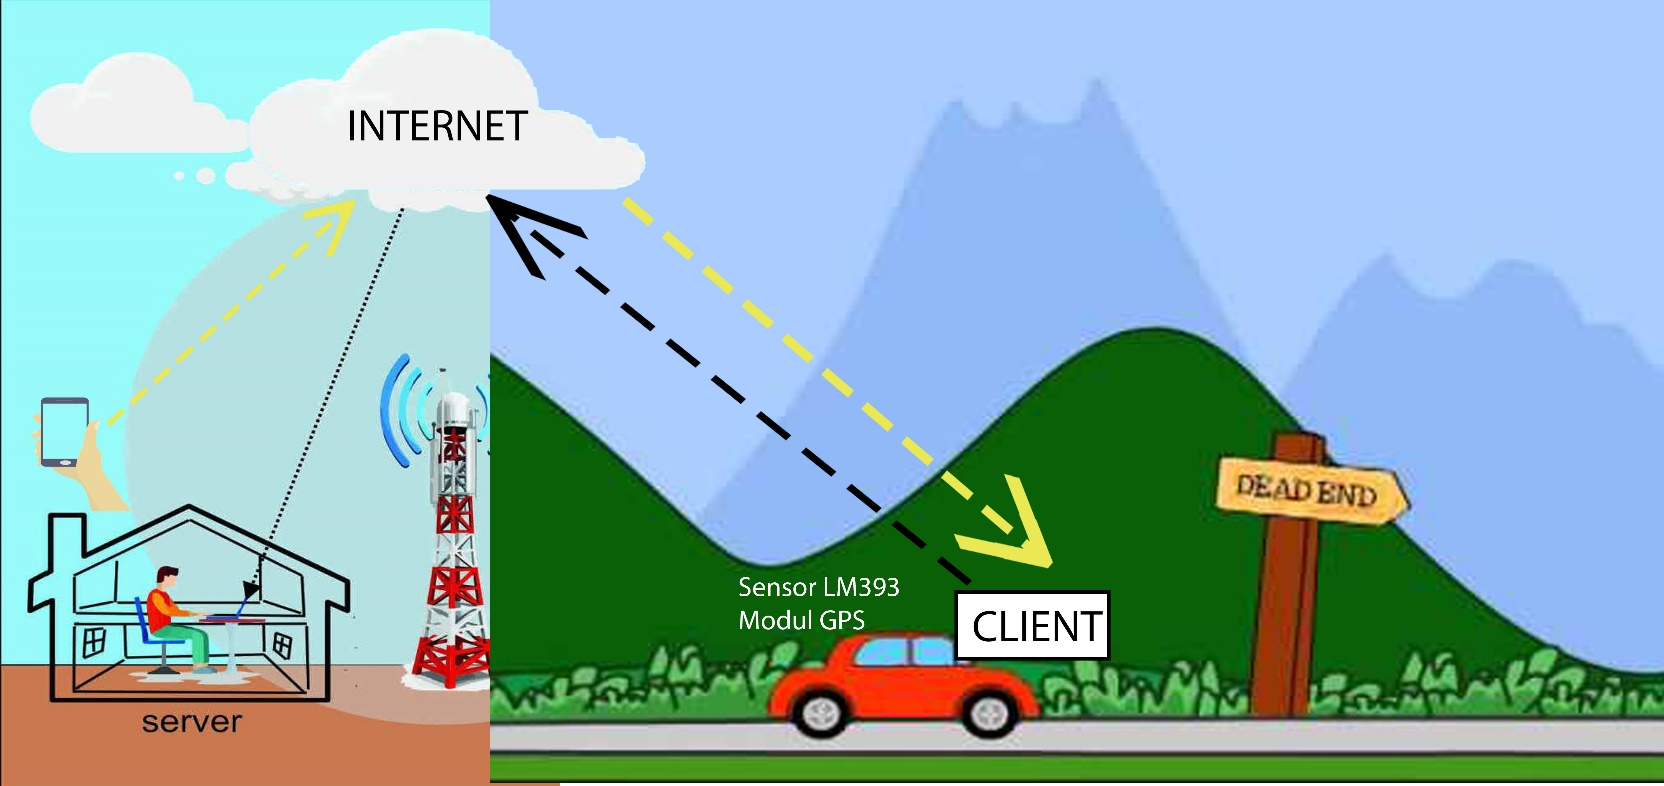 INTERNET
DEAD END
Sensor LM393
Modul GPS
CLIENT
server